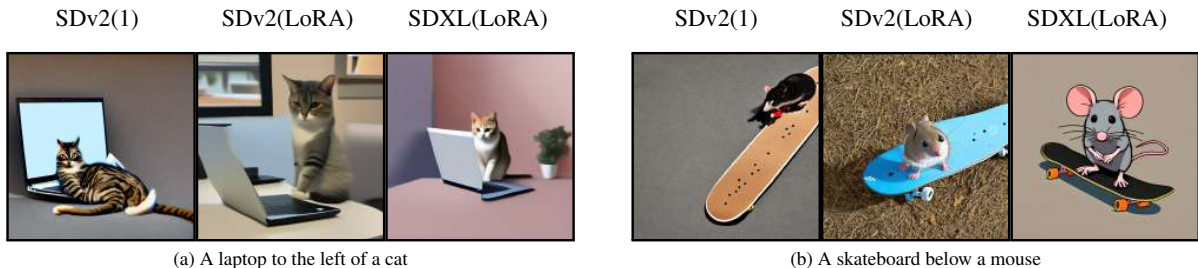 SDv2(1) SDv2(LoRA) SDXL(LoRA) SDv2(1) SDv2(LoRA) SDXL(LoRA)
(a) A laptop to the left of a cat (b) A skateboard below a mouse